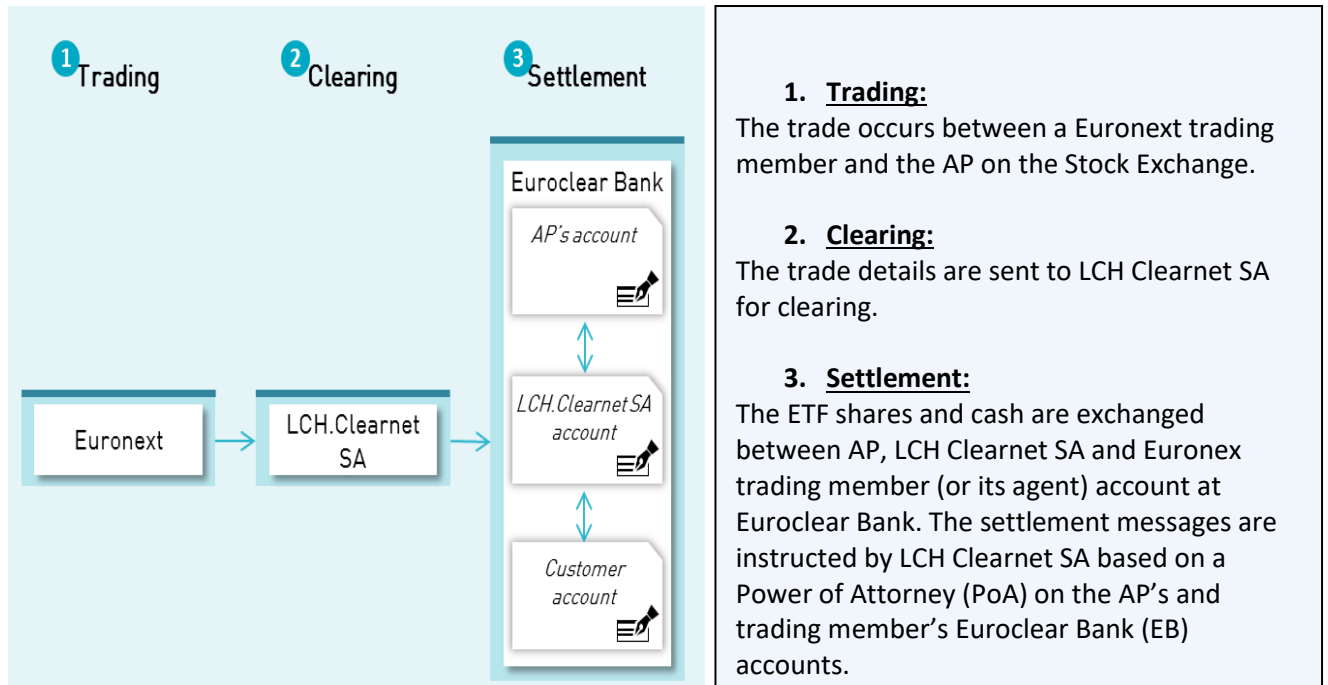 1 Trading
2 Clearing
3 Settlement
Euroclear Bank
AP's account
LCH.Clearnet SA
account
Customer
account
Euronext
LCH.Clearnet
SA
1. Trading:
The trade occurs between a Euronext trading
member and the AP on the Stock Exchange.
2. Clearing:
The trade details are sent to LCH Clearnet SA
for clearing.
3. Settlement:
The ETF shares and cash are exchanged
between AP, LCH Clearnet SA and Euronex
trading member (or its agent) account at
Euroclear Bank. The settlement messages are
instructed by LCH Clearnet SA based on a
Power of Attorney (PoA) on the AP’s and
trading member’s Euroclear Bank (EB)
accounts.